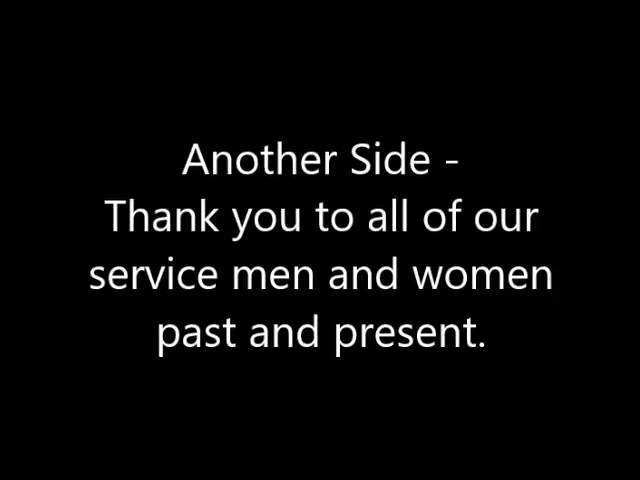 Another Side -
Thank you to all of our
service men and women
past and present.